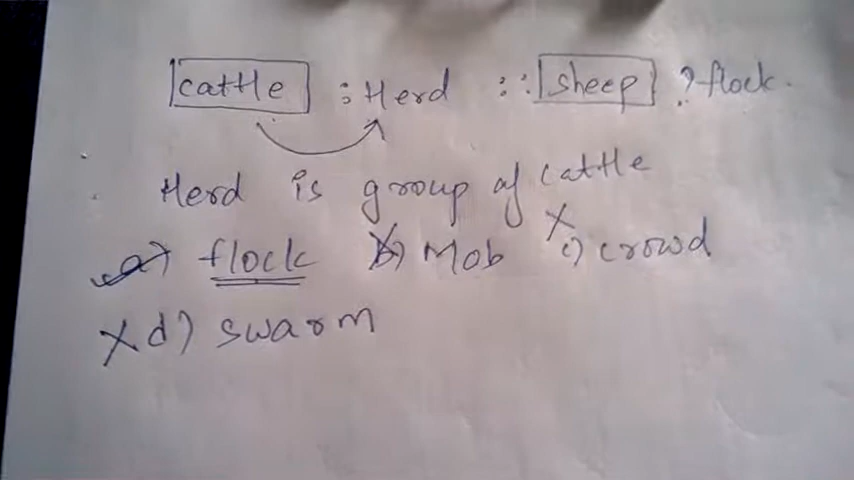 cattle : Herd :: sheep ? flock.
Herd is group of cattle
a) flock b) Mob c) crowd
d) swarm